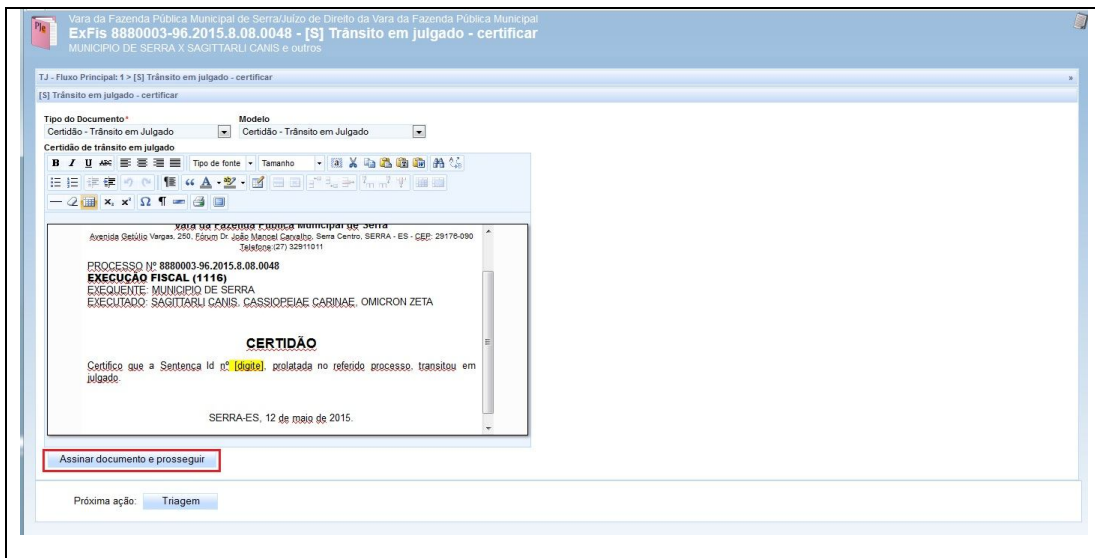 PJe
Vara da Fazenda Pública Municipal de Serra/Juízo de Direito da Vara da Fazenda Pública Municipal
ExFis 8880003-96.2015.8.08.0048 - [S] Trânsito em julgado - certificar
MUNICIPIO DE SERRA X SAGITTARLI CANIS e outros
TJ - Fluxo Principal: 1 > [S] Trânsito em julgado - certificar »
[S] Trânsito em julgado - certificar
Tipo do Documento* Modelo
Certidão - Trânsito em Julgado Certidão - Trânsito em Julgado
Certidão de trânsito em julgado
B I U ABC Tipo de fonte Tamanho
Vara da Fazenda Pública Municipal de Serra
Avenida Getúlio Vargas, 250, Fórum Dr. João Manoel Carvalho, Serra Centro, SERRA - ES - CEP: 29176-090
Telefone:(27) 32911011
PROCESSO Nº 8880003-96.2015.8.08.0048
EXECUÇÃO FISCAL (1116)
EXEQUENTE: MUNICIPIO DE SERRA
EXECUTADO: SAGITTARLI CANIS, CASSIOPEIAE CARINAE, OMICRON ZETA
CERTIDÃO
Certifico que a Sentença Id nº [digite], prolatada no referido processo, transitou em
julgado.
SERRA-ES, 12 de maio de 2015.
Assinar documento e prosseguir
Próxima ação: Triagem